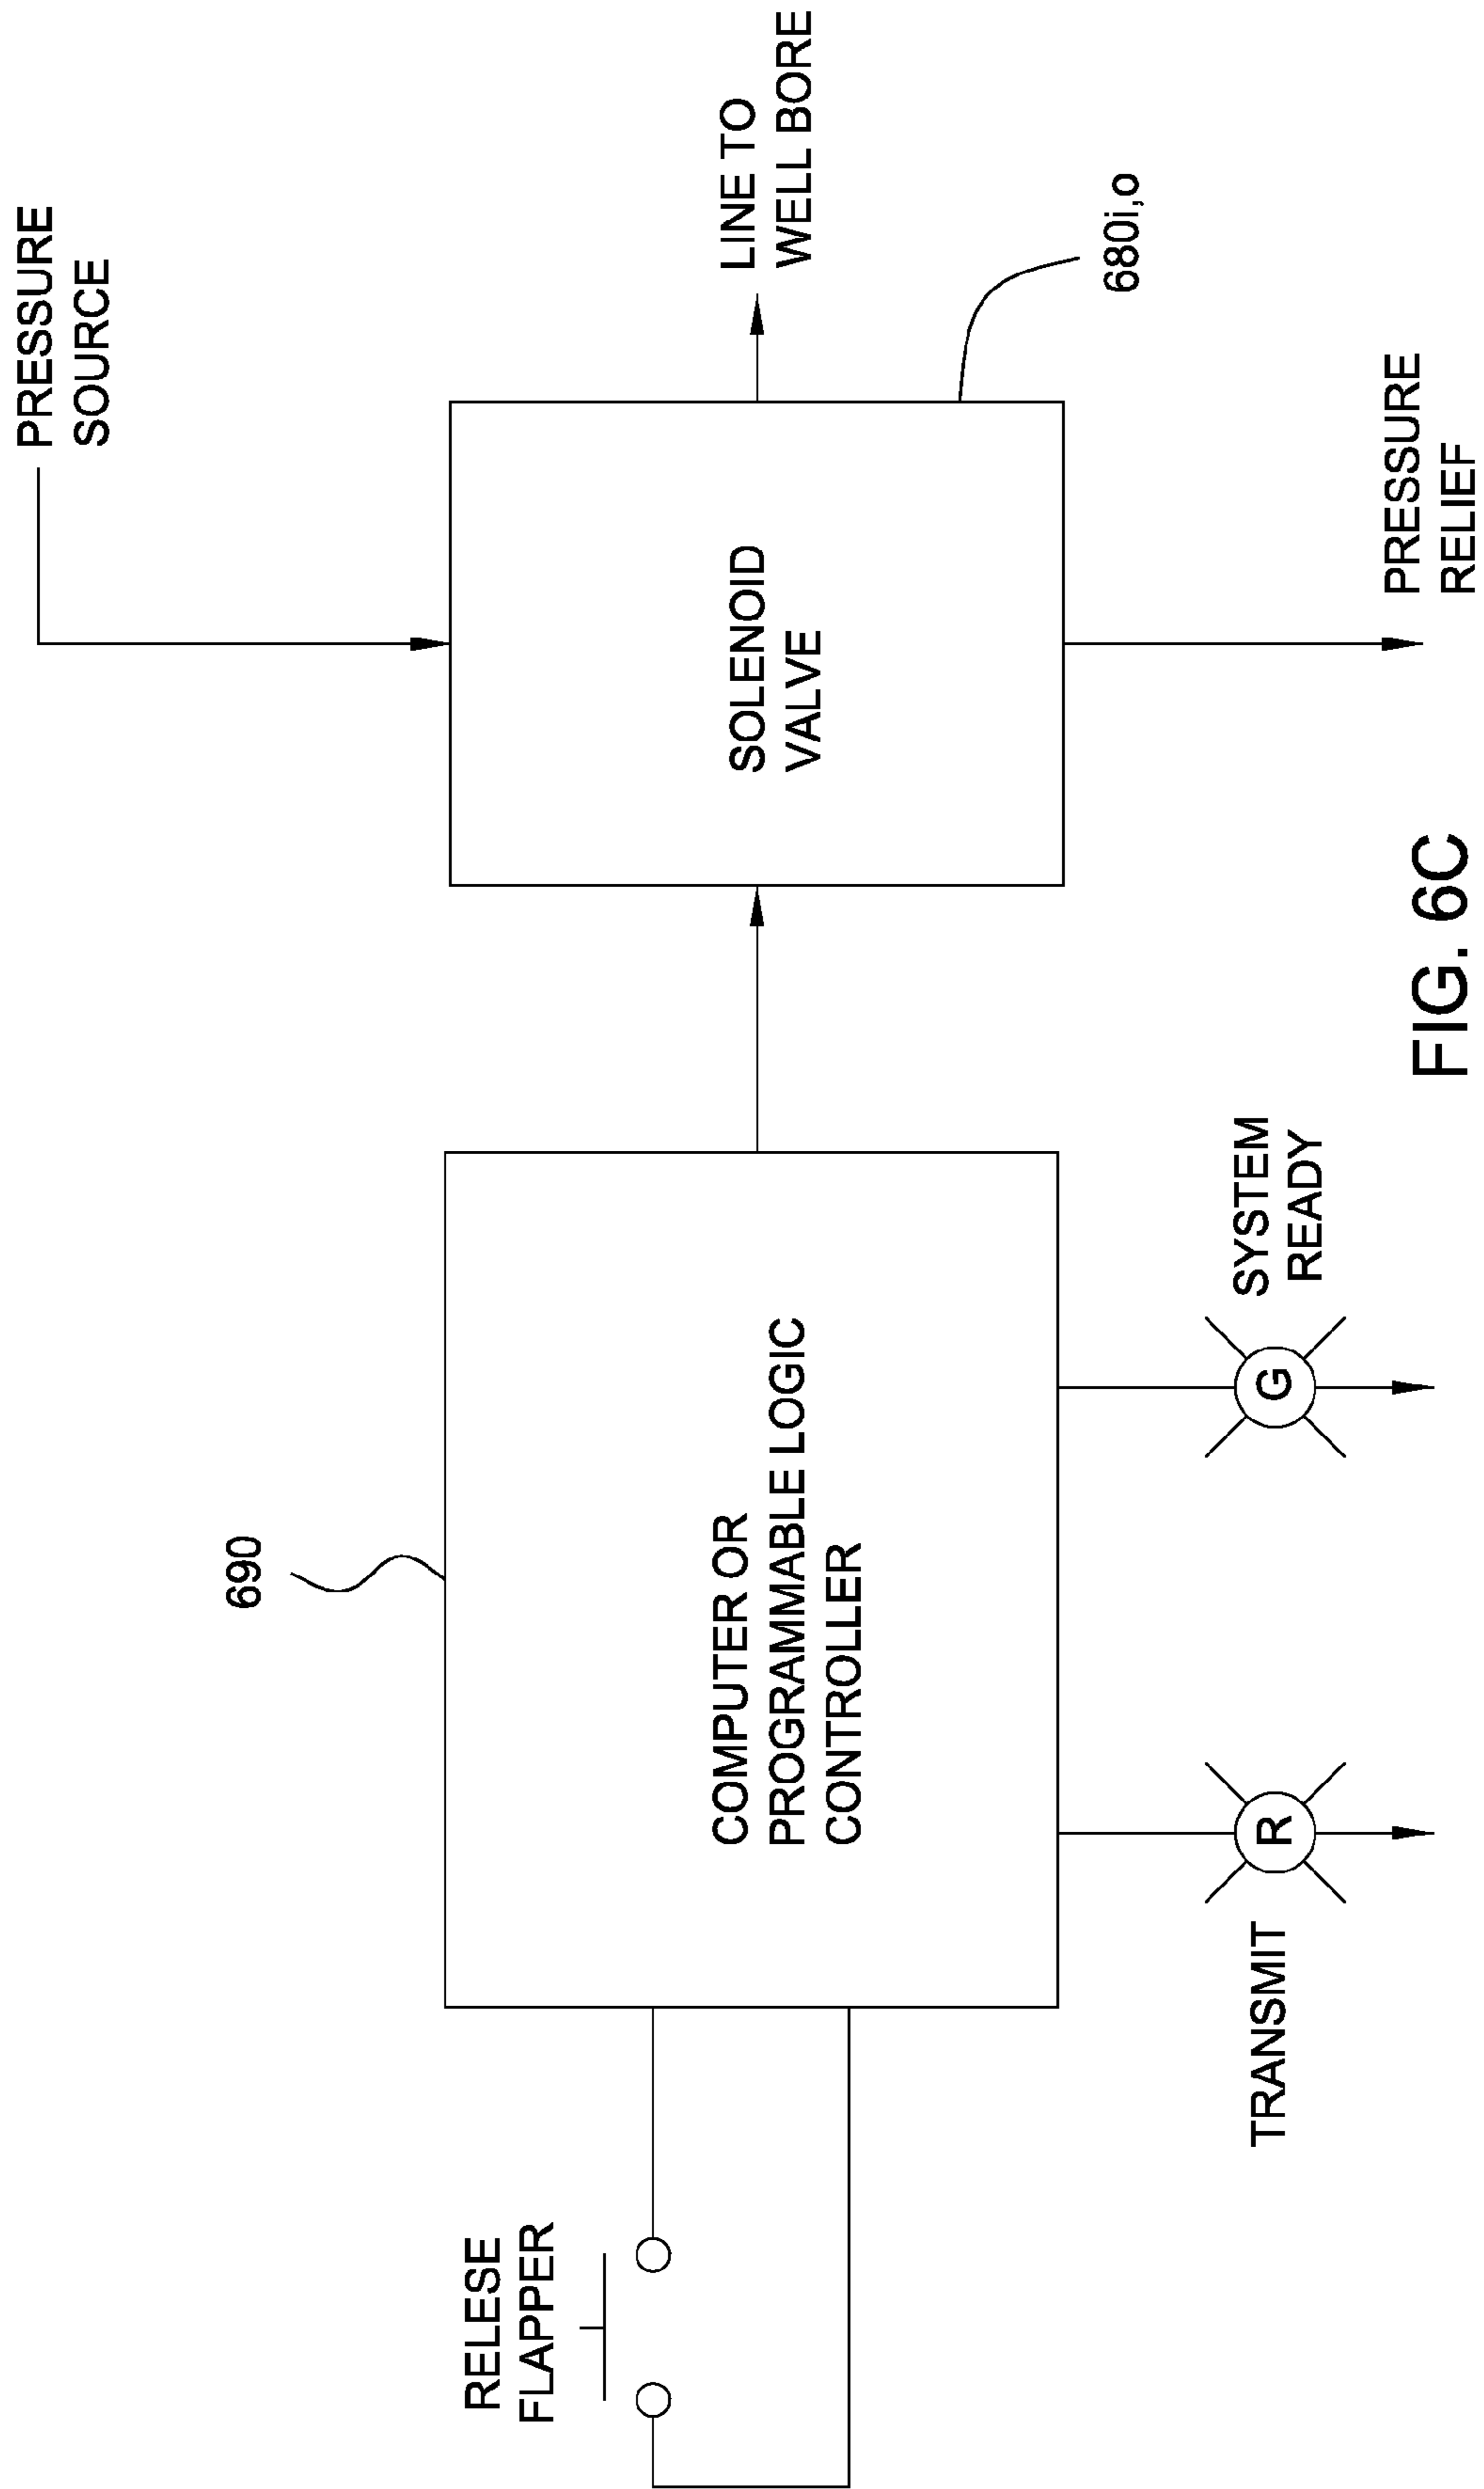 PRESSURE
SOURCE
690
RELESE
FLAPPER
COMPUTER OR
PROGRAMMABLE LOGIC
CONTROLLER
SOLENOID
VALVE
LINE TO
WELL BORE
680i,o
TRANSMIT
R
G
SYSTEM
READY
PRESSURE
RELIEF
FIG. 6C